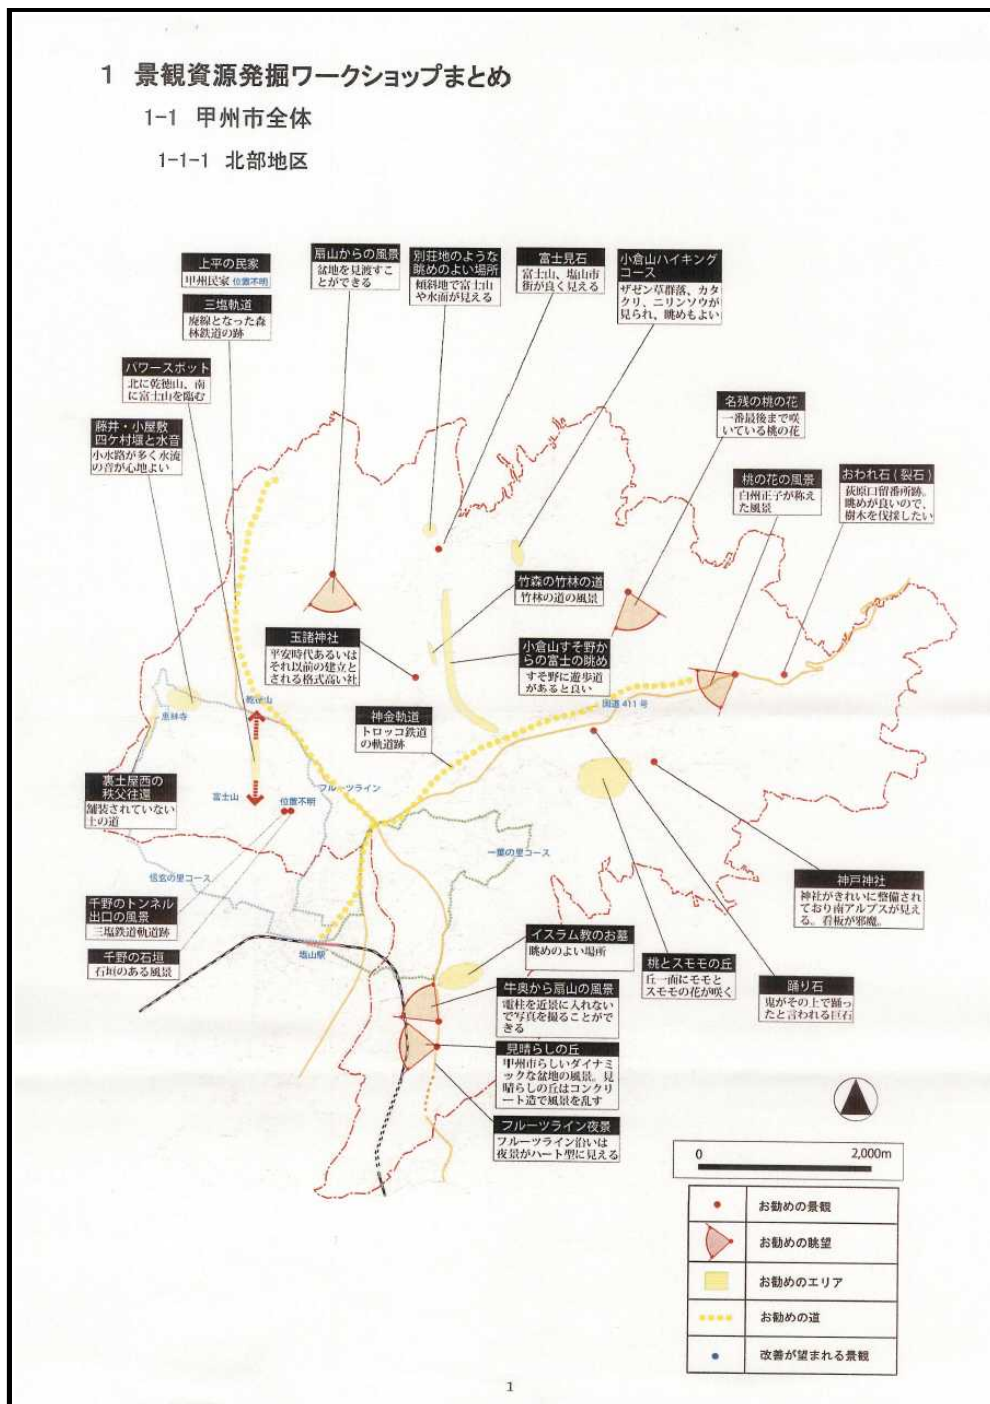 1 景観資源発掘ワークショップまとめ
1-1 甲州市全体
1-1-1 北部地区
上平の民家
甲州民家 位置不明
三塩軌道
廃線となった森
林鉄道の跡
パワースポット
北に乾徳山、南
に富士山を臨む
藤井・小屋敷
四ケ村堰と水音
小水路が多く水流
の音が心地よい
扇山からの風景
盆地を見渡すこ
とができる
別荘地のような
眺めのよい場所
傾斜地で富士山
や水面が見える
富士見石
富士山、塩山市
街が良く見える
小倉山ハイキング
コース
ザゼン草群落、カタ
クリ、ニリンソウが
見られ、眺めもよい
名残の桃の花
一番最後まで咲
いている桃の花
桃の花の風景
白州正子が称え
た風景
おわれ石(裂石)
萩原口留番所跡。
眺めが良いので、
樹木を伐採したい
竹森の竹林の道
竹林の道の風景
玉諸神社
平安時代あるいは
それ以前の建立と
される格式高い社
小倉山すそ野か
らの富士の眺め
すそ野に遊歩道
があると良い
神金軌道
トロッコ鉄道
の軌道跡
国道411号
乾徳山
恵林寺
裏土屋西の
秩父往還
舗装されていない
土の道
富士山
位置不明
フルーツライン
一葉の里コース
信玄の里コース
千野のトンネル
出口の風景
三塩鉄道軌道跡
千野の石垣
石垣のある風景
塩山駅
イスラム教のお墓
眺めのよい場所
牛奥から扇山の風景
電柱を近景に入れない
で写真を撮ることがで
きる
見晴らしの丘
甲州市らしいダイナミ
ックな盆地の風景。見
晴らしの丘はコンクリ
ート造で風景を乱す
フルーツライン夜景
フルーツライン沿いは
夜景がハート型に見える
桃とスモモの丘
丘一面にモモと
スモモの花が咲く
神戸神社
神社がきれいに整備され
ており南アルプスが見え
る。看板が邪魔。
踊り石
鬼がその上で踊っ
たと言われる巨石
0 2,000m
お勧めの景観
お勧めの眺望
お勧めのエリア
お勧めの道
改善が望まれる景観
1